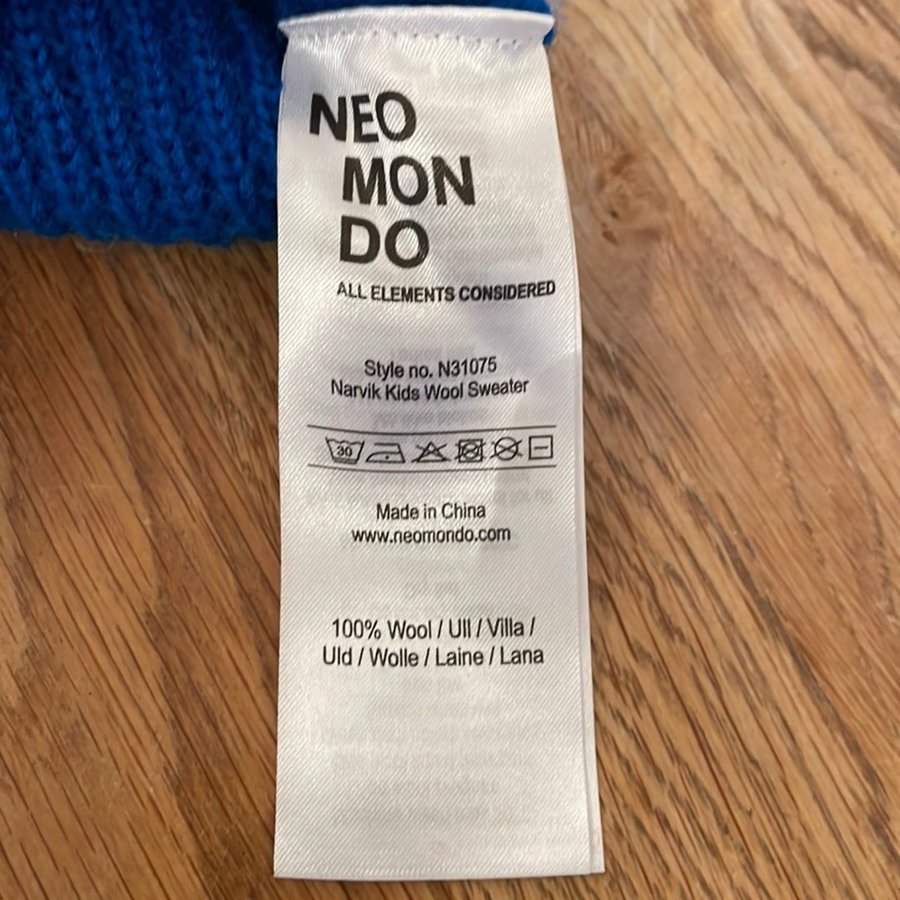 NEO
MON
DO
ALL ELEMENTS CONSIDERED
Style no. N31075
Narvik Kids Wool Sweater
30
Made in China
www.neomondo.com
100% Wool / Ull / Villa /
Uld / Wolle / Laine / Lana